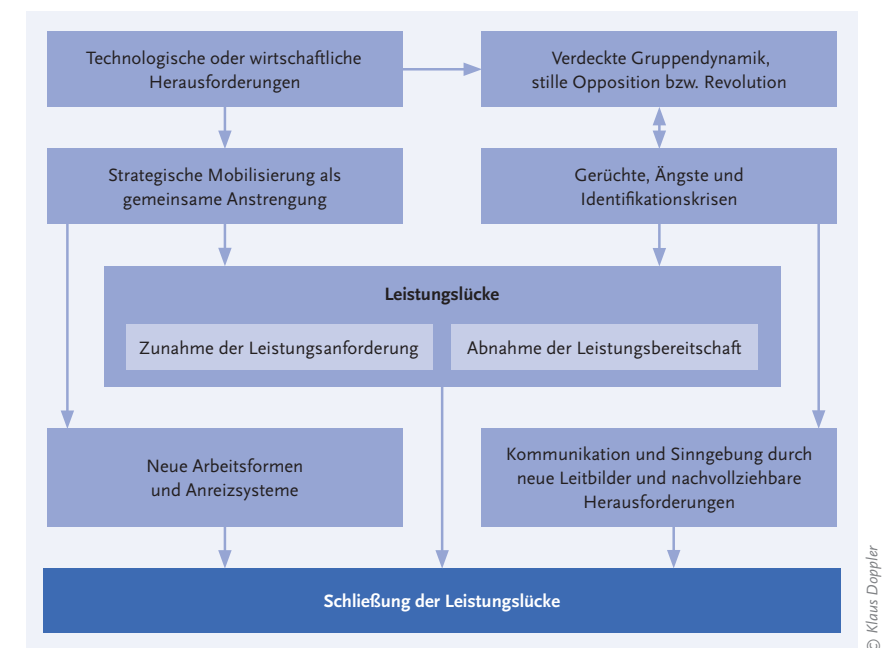 Technologische oder wirtschaftliche
Herausforderungen
Verdeckte Gruppendynamik,
stille Opposition bzw. Revolution
Strategische Mobilisierung als
gemeinsame Anstrengung
Gerüchte, Ängste und
Identifikationskrisen
Leistungslücke
Zunahme der Leistungsanforderung
Abnahme der Leistungsbereitschaft
Neue Arbeitsformen
und Anreizsysteme
Kommunikation und Sinngebung durch
neue Leitbilder und nachvollziehbare
Herausforderungen
Schließung der Leistungslücke
© Klaus Doppler